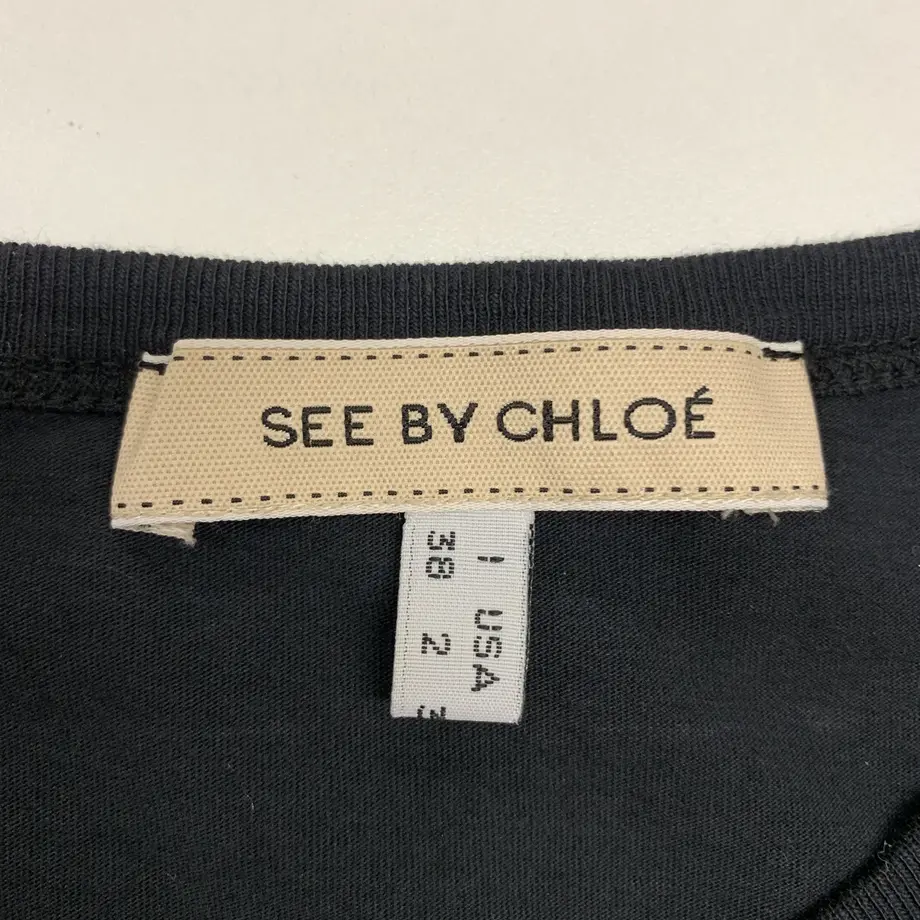 SEE BY CHLOÉ
I USA
38 2